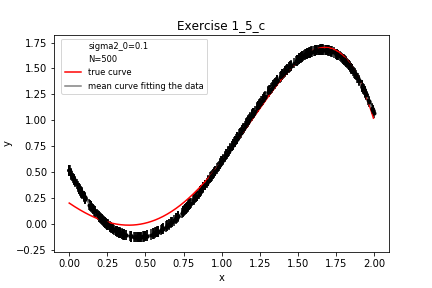 Exercise 1_5_c
sigma2_0=0.1
N=500
true curve
mean curve fitting the data
y
1.75
1.50
1.25
1.00
0.75
0.50
0.25
0.00
−0.25
0.00 0.25 0.50 0.75 1.00 1.25 1.50 1.75 2.00
x